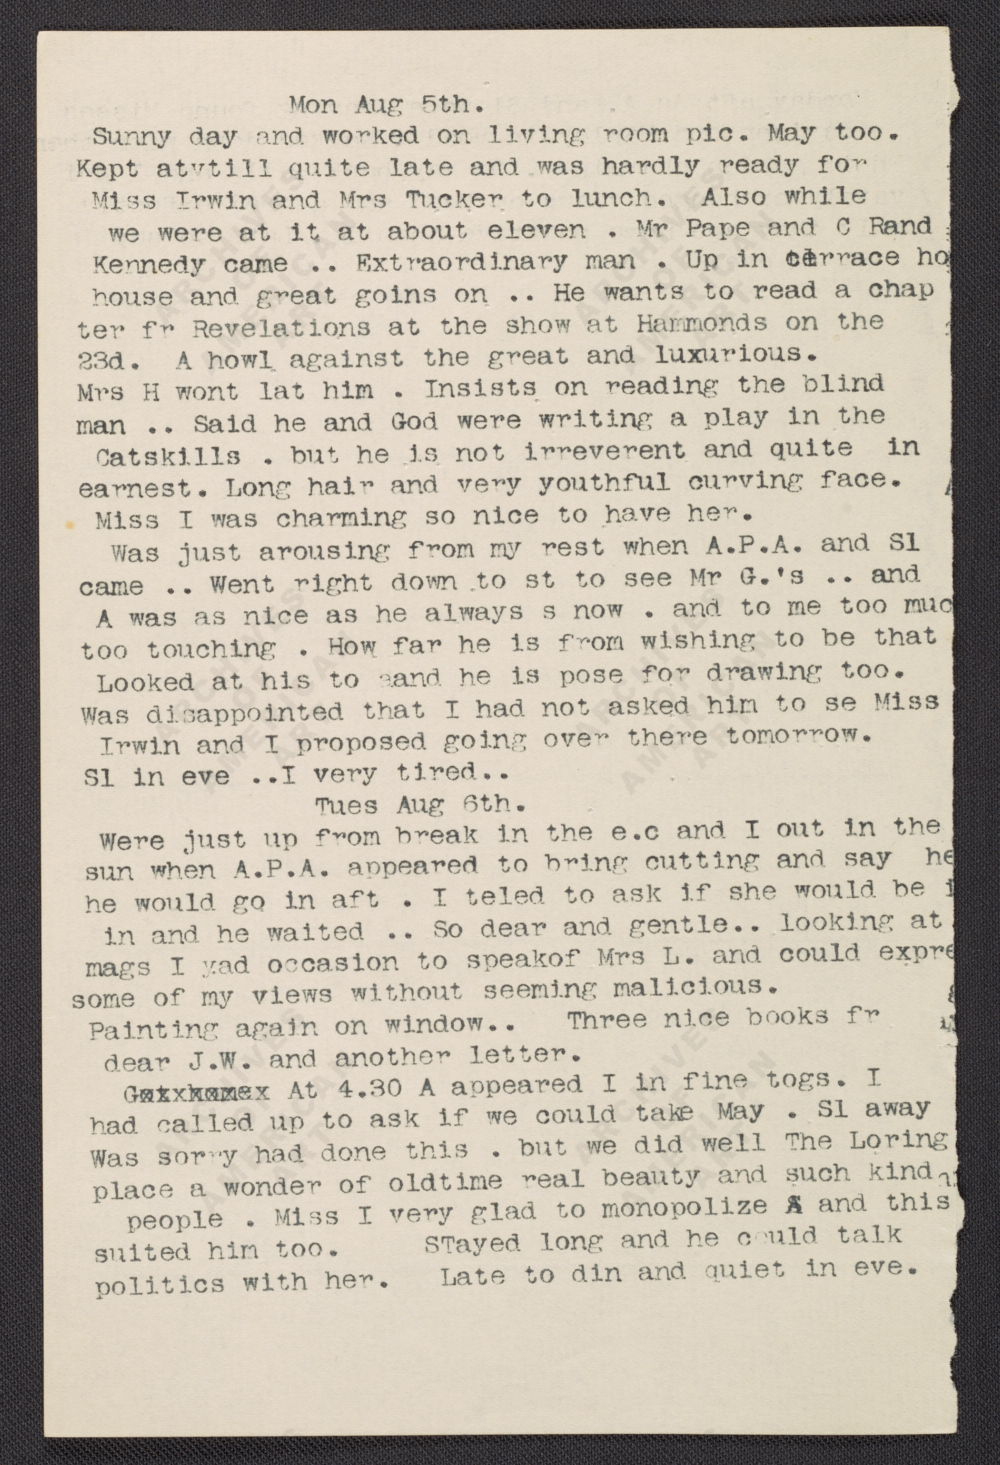 Mon Aug 5th.
Sunny day and worked on living room pic. May too.
Kept atvtill quite late and was hardly ready for
Miss Irwin and Mrs Tucker to lunch. Also while
we were at it at about eleven . Mr Pape and C Rand
Kennedy came .. Extraordinary man . Up in terrace ho
house and great goins on .. He wants to read a chap
ter fr Revelations at the show at Hammonds on the
23d. A howl against the great and luxurious.
Mrs H wont lat him . Insists on reading the blind
man .. Said he and God were writing a play in the
Catskills . but he is not irreverent and quite in
earnest. Long hair and very youthful curving face.
Miss I was charming so nice to have her.
Was just arousing from my rest when A.P.A. and Sl
came .. Went right down to st to see Mr G.'s .. and
A was as nice as he always s now . and to me too muc
too touching . How far he is from wishing to be that
Looked at his to aand he is pose for drawing too.
Was disappointed that I had not asked him to se Miss
Irwin and I proposed going over there tomorrow.
Sl in eve ..I very tired..
Tues Aug 6th.
Were just up from break in the e.c and I out in the
sun when A.P.A. appeared to bring cutting and say he
he would go in aft . I teled to ask if she would be i
in and he waited .. So dear and gentle.. looking at
mags I yad occasion to speakof Mrs L. and could expre
some of my views without seeming malicious.
Painting again on window.. Three nice books fr
dear J.W. and another letter.
At 4.30 A appeared I in fine togs. I
had called up to ask if we could take May . Sl away
Was sorry had done this . but we did well The Loring
place a wonder of oldtime real beauty and such kind
people . Miss I very glad to monopolize A and this
suited him too. STayed long and he could talk
politics with her. Late to din and quiet in eve.